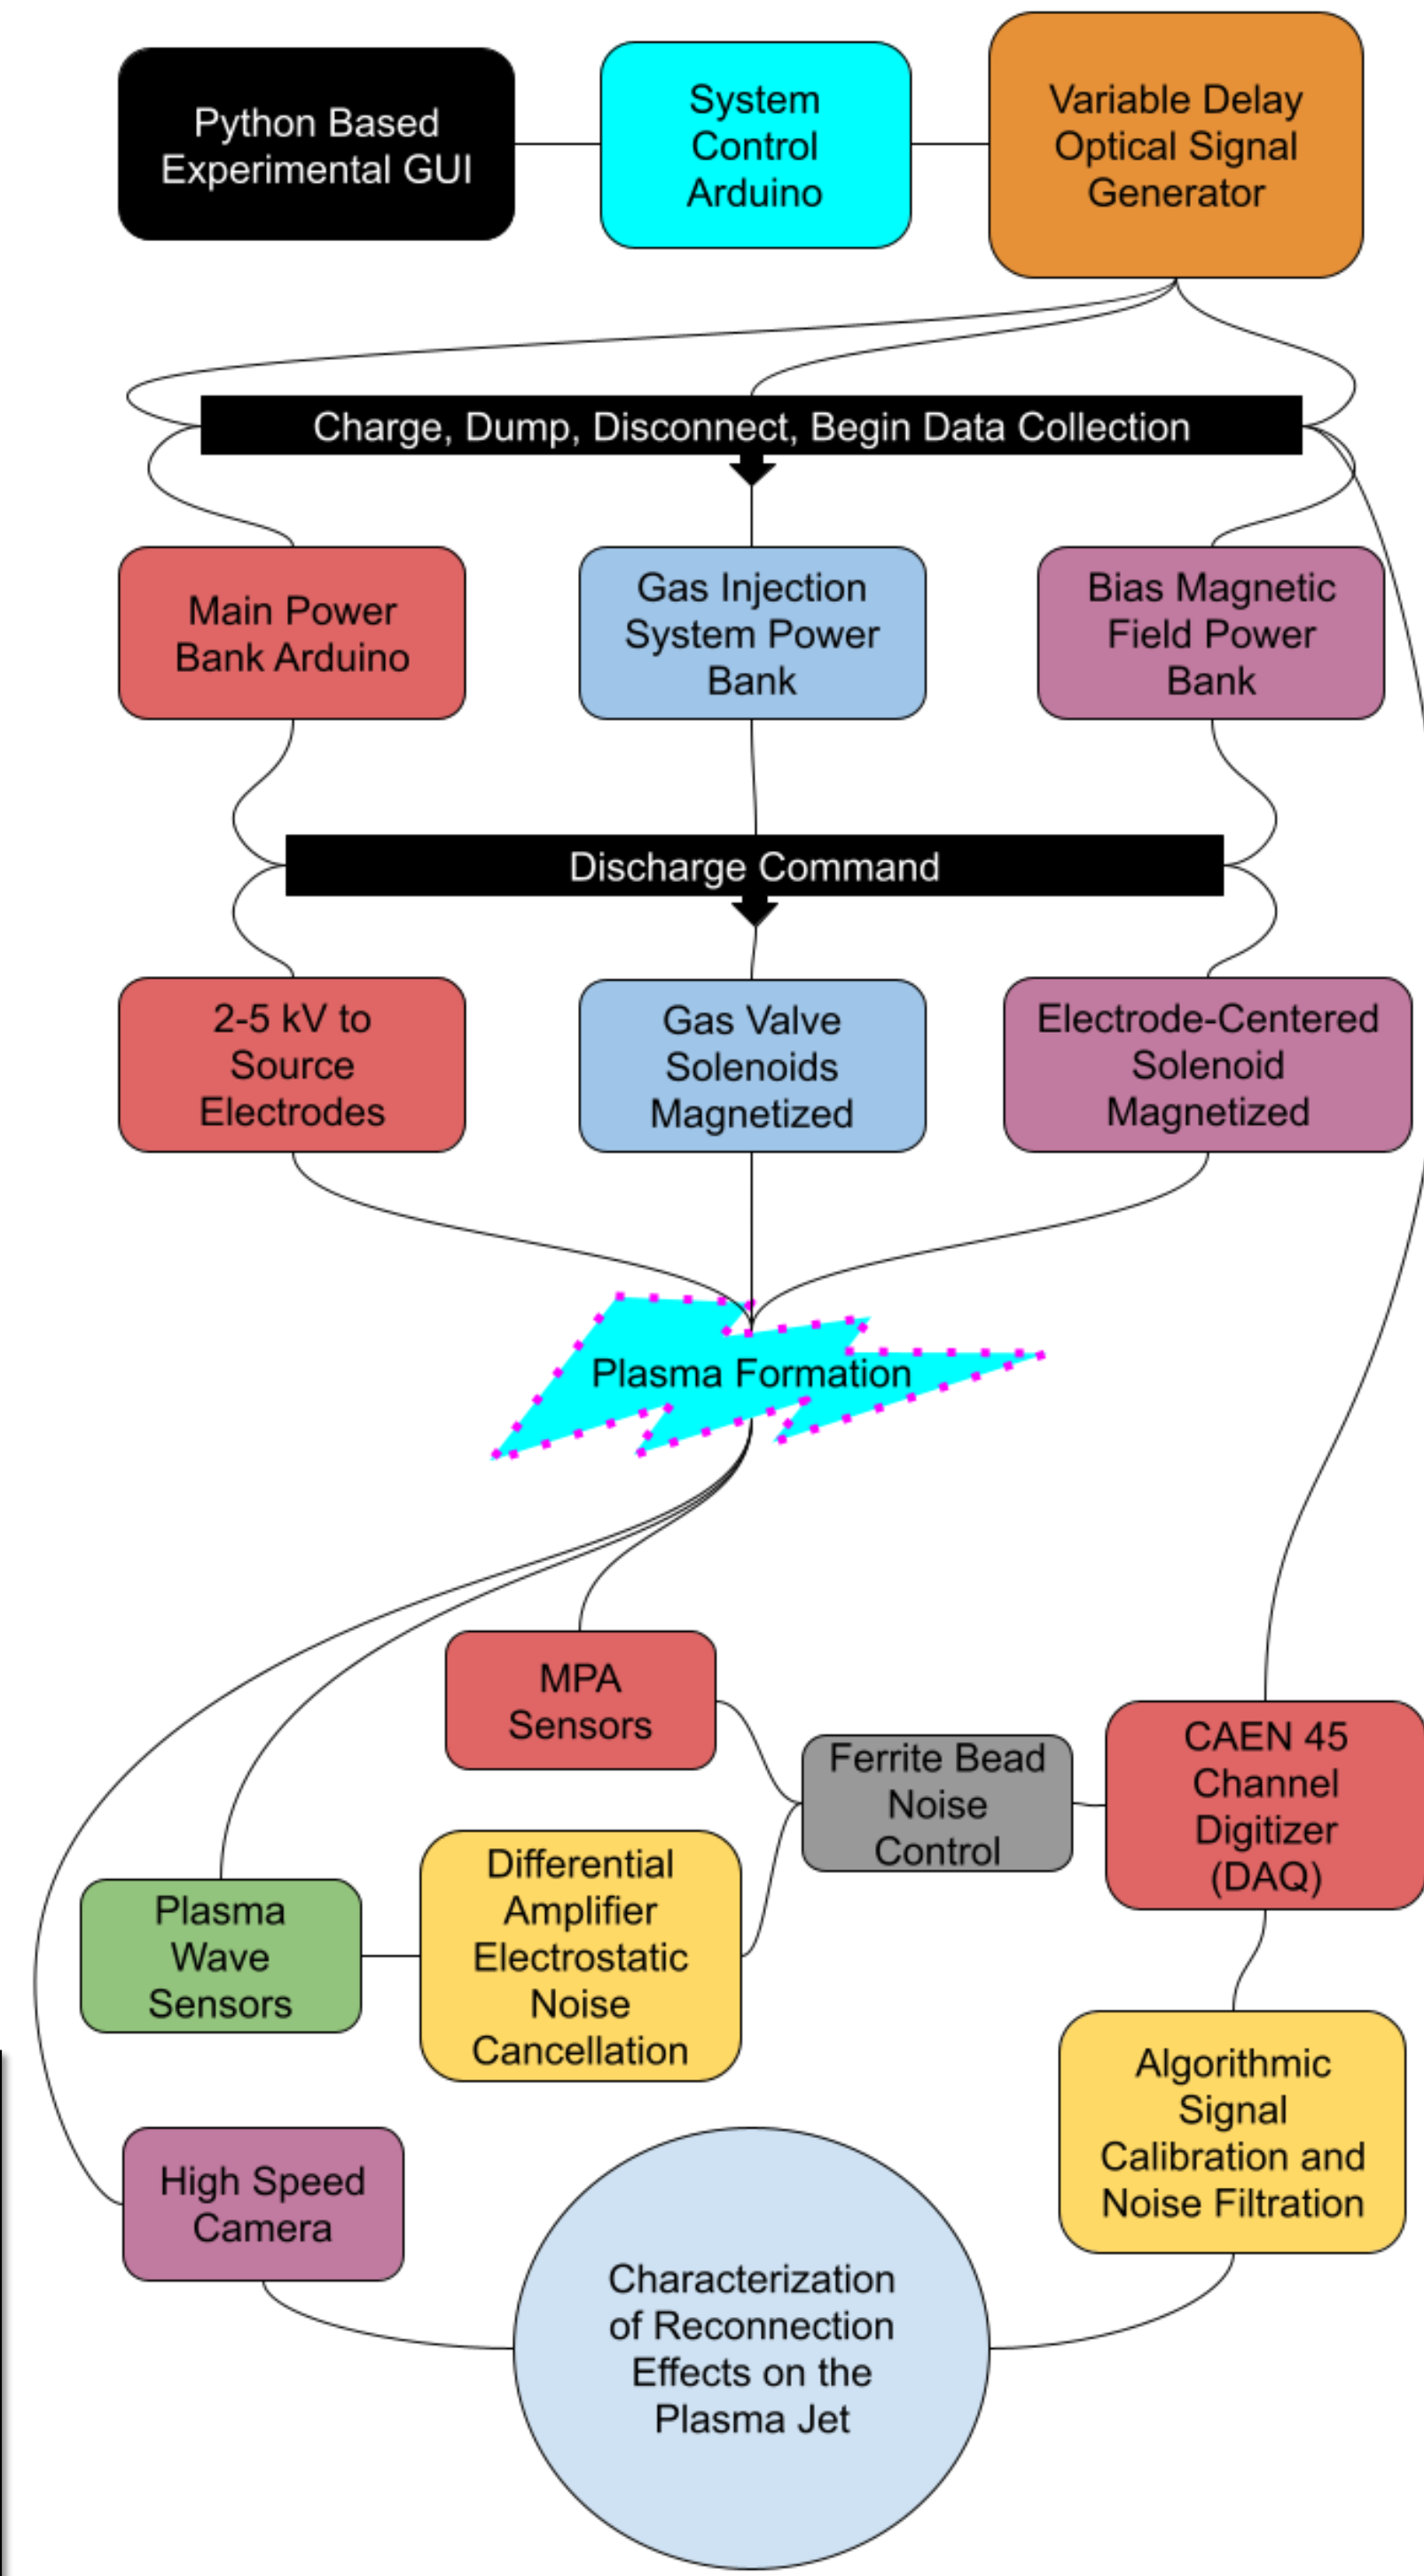 Python Based
Experimental GUI
System
Control
Arduino
Variable Delay
Optical Signal
Generator
Charge, Dump, Disconnect, Begin Data Collection
Main Power
Bank Arduino
Gas Injection
System Power
Bank
Bias Magnetic
Field Power
Bank
Discharge Command
2-5 kV to
Source
Electrodes
Gas Valve
Solenoids
Magnetized
Electrode-Centered
Solenoid
Magnetized
Plasma Formation
MPA
Sensors
Ferrite Bead
Noise
Control
CAEN 45
Channel
Digitizer
(DAQ)
Plasma
Wave
Sensors
Differential
Amplifier
Electrostatic
Noise
Cancellation
Algorithmic
Signal
Calibration and
Noise Filtration
High Speed
Camera
Characterization
of Reconnection
Effects on the
Plasma Jet